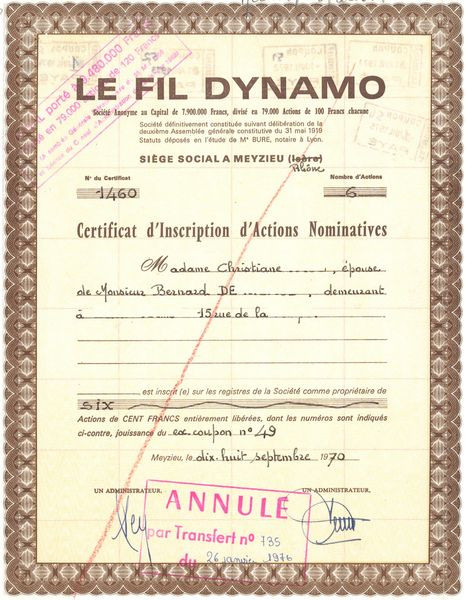 LE FIL DYNAMO
Société Anonyme au Capital de 7.900.000 Francs, divisé en 79.000 Actions de 100 Francs chacune
Société définitivement constituée suivant délibération de la
deuxième Assemblée générale constitutive du 31 mai 1919
Statuts déposés en l'étude de Me BURE, notaire à Lyon.
SIÈGE SOCIAL A MEYZIEU (Isère)
Rhône
No du Certificat
1460
Nombre d'Actions
6
Certificat d'Inscription d'Actions Nominatives
Madame Christiane ........, épouse
de Monsieur Bernard DE ........, demeurant
à ........ 15 rue de la ....,
est inscrit (e) sur les registres de la Société comme propriétaire de
SIX
Actions de CENT FRANCS entièrement libérées, dont les numéros sont indiqués
ci-contre, jouissance du ex-coupon no 49
Meyzieu, le dix-huit septembre 1970
UN ADMINISTRATEUR,
UN ADMINISTRATEUR,
ANNULÉ
par Transfert no 735
du 26 janvier 1976